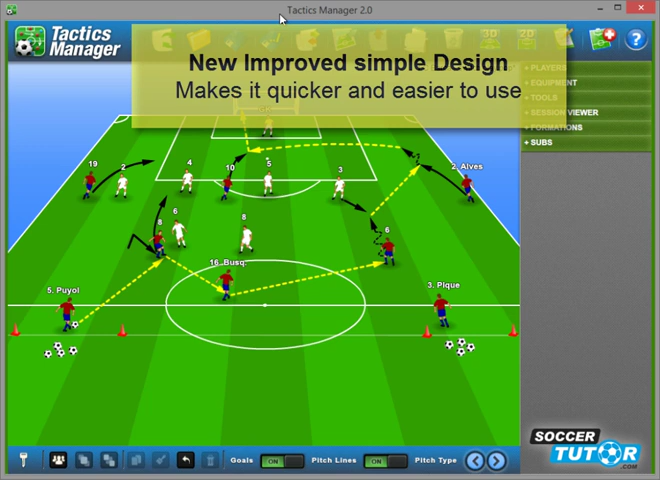 Tactics Manager 2.0
Tactics
Manager
3D
2D
?
New Improved simple Design
Makes it quicker and easier to use
+ PLAYERS
+ EQUIPMENT
+ TOOLS
+ SESSION VIEWER
+ FORMATIONS
+ SUBS
19
2
4
10
5
3
2. Alves
6
8
8
6
16. Busq.
5. Puyol
3. Pique
Goals ON Pitch Lines ON Pitch Type
SOCCER
TUTOR
.COM